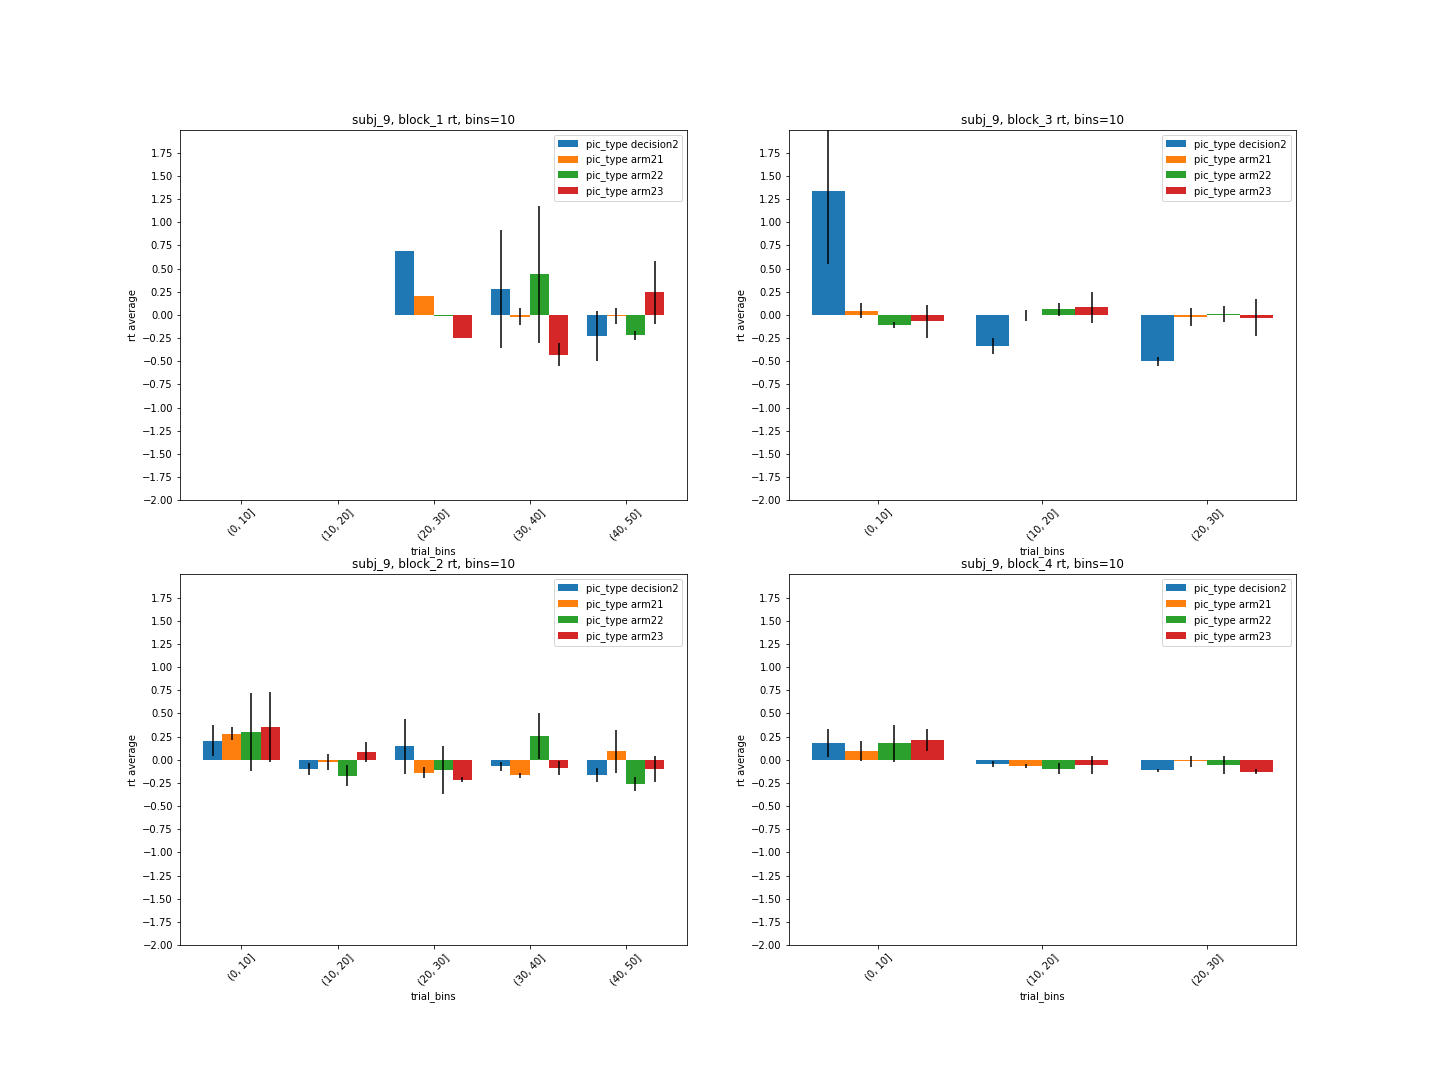 subj_9, block_1 rt, bins=10
pic_type decision2
pic_type arm21
pic_type arm22
pic_type arm23
1.75
1.50
1.25
1.00
0.75
0.50
0.25
0.00
−0.25
−0.50
−0.75
−1.00
−1.25
−1.50
−1.75
−2.00
rt average
(0, 10]
(10, 20]
(20, 30]
(30, 40]
(40, 50]
trial_bins
subj_9, block_3 rt, bins=10
pic_type decision2
pic_type arm21
pic_type arm22
pic_type arm23
1.75
1.50
1.25
1.00
0.75
0.50
0.25
0.00
−0.25
−0.50
−0.75
−1.00
−1.25
−1.50
−1.75
−2.00
rt average
(0, 10]
(10, 20]
(20, 30]
trial_bins
subj_9, block_2 rt, bins=10
pic_type decision2
pic_type arm21
pic_type arm22
pic_type arm23
1.75
1.50
1.25
1.00
0.75
0.50
0.25
0.00
−0.25
−0.50
−0.75
−1.00
−1.25
−1.50
−1.75
−2.00
rt average
(0, 10]
(10, 20]
(20, 30]
(30, 40]
(40, 50]
trial_bins
subj_9, block_4 rt, bins=10
pic_type decision2
pic_type arm21
pic_type arm22
pic_type arm23
1.75
1.50
1.25
1.00
0.75
0.50
0.25
0.00
−0.25
−0.50
−0.75
−1.00
−1.25
−1.50
−1.75
−2.00
rt average
(0, 10]
(10, 20]
(20, 30]
trial_bins